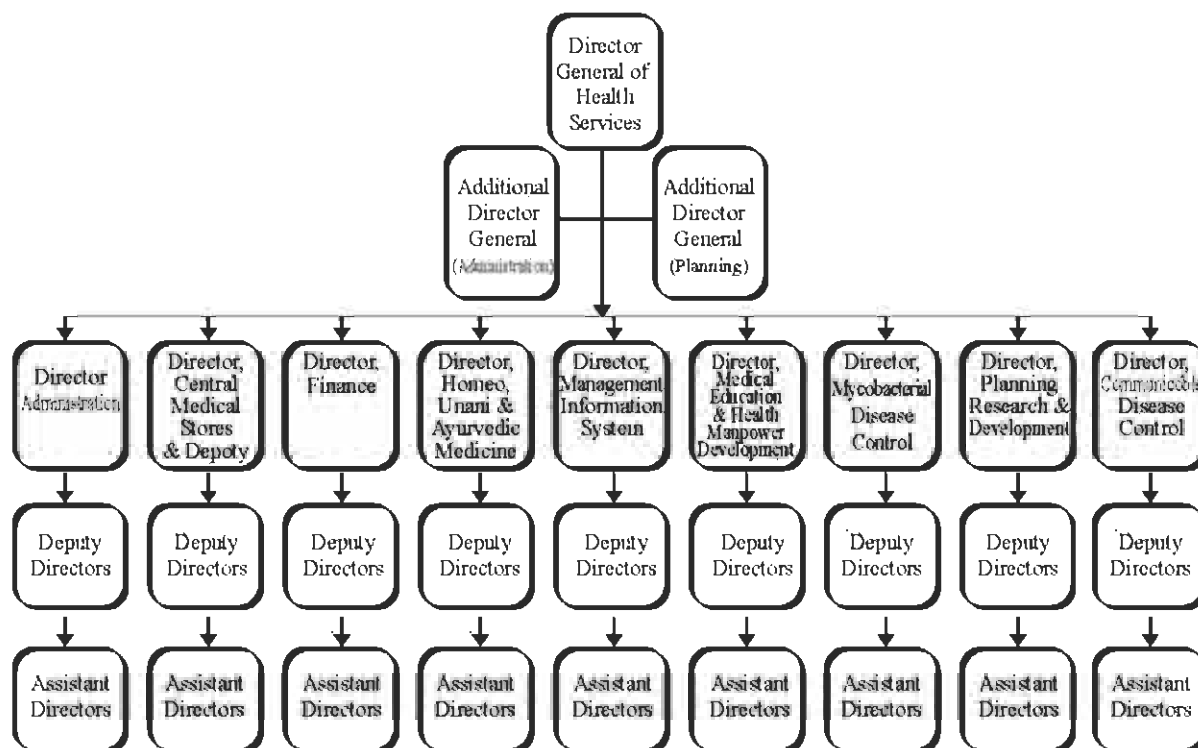 Director
General of
Health
Services
Additional
Director
General
(Administration)
Additional
Director
General
(Planning)
Director
Administration
Director,
Central
Medical
Stores
& Depoty
Director,
Finance
Director,
Homeo,
Unani &
Ayurvedic
Medicine
Director,
Management
Information
System
Director,
Medical
Education
& Health
Manpower
Development
Director,
Mycobacterial
Disease
Control
Director,
Planning,
Research &
Development
Director,
Communicable
Disease
Control
Deputy
Directors
Deputy
Directors
Deputy
Directors
Deputy
Directors
Deputy
Directors
Deputy
Directors
Deputy
Directors
Deputy
Directors
Deputy
Directors
Assistant
Directors
Assistant
Directors
Assistant
Directors
Assistant
Directors
Assistant
Directors
Assistant
Directors
Assistant
Directors
Assistant
Directors
Assistant
Directors